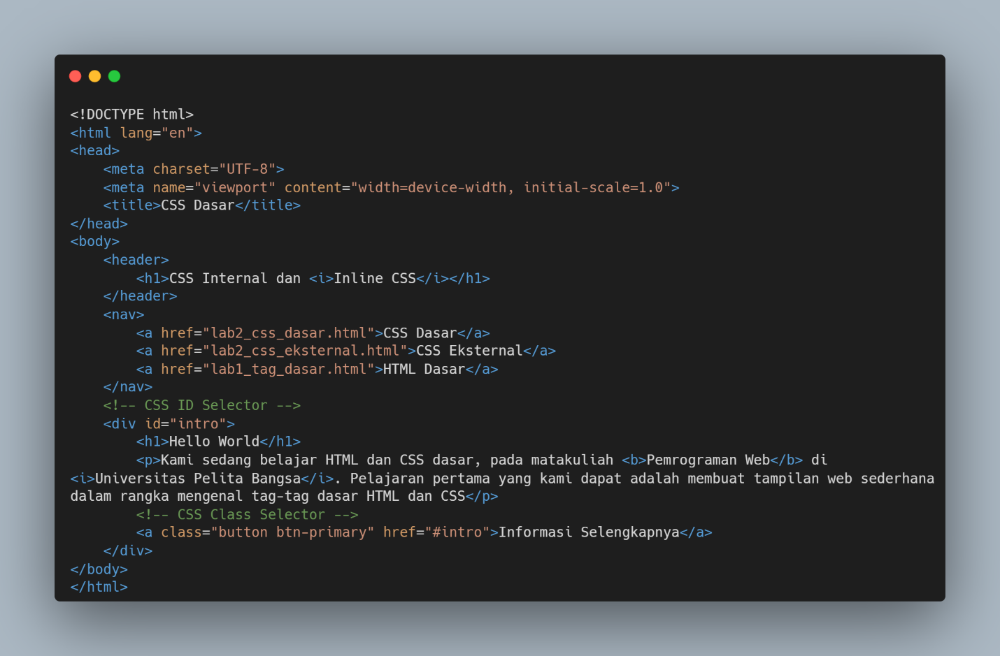 <!DOCTYPE html>
<html lang="en">
<head>
    <meta charset="UTF-8">
    <meta name="viewport" content="width=device-width, initial-scale=1.0">
    <title>CSS Dasar</title>
</head>
<body>
    <header>
        <h1>CSS Internal dan <i>Inline CSS</i></h1>
    </header>
    <nav>
        <a href="lab2_css_dasar.html">CSS Dasar</a>
        <a href="lab2_css_eksternal.html">CSS Eksternal</a>
        <a href="lab1_tag_dasar.html">HTML Dasar</a>
    </nav>
    <!-- CSS ID Selector -->
    <div id="intro">
        <h1>Hello World</h1>
        <p>Kami sedang belajar HTML dan CSS dasar, pada matakuliah <b>Pemrograman Web</b> di
<i>Universitas Pelita Bangsa</i>. Pelajaran pertama yang kami dapat adalah membuat tampilan web sederhana
dalam rangka mengenal tag-tag dasar HTML dan CSS</p>
        <!-- CSS Class Selector -->
        <a class="button btn-primary" href="#intro">Informasi Selengkapnya</a>
    </div>
</body>
</html>